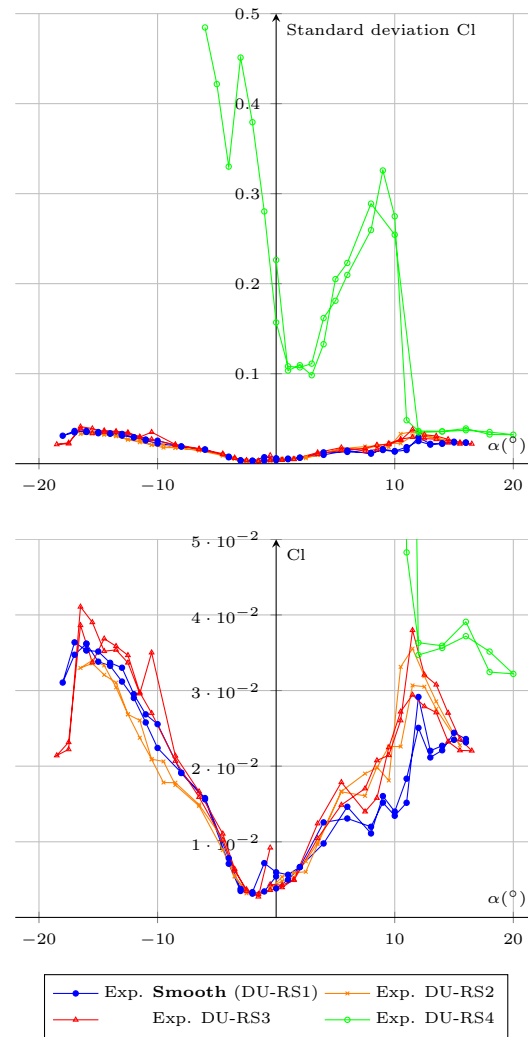 0.5
Standard deviation Cl
0.4
0.3
0.2
0.1
α(°)
−20 −10 10 20
5 · 10⁻²
Cl
4 · 10⁻²
3 · 10⁻²
2 · 10⁻²
1 · 10⁻²
α(°)
−20 −10 10 20
Exp. Smooth (DU-RS1) Exp. DU-RS2
Exp. DU-RS3 Exp. DU-RS4